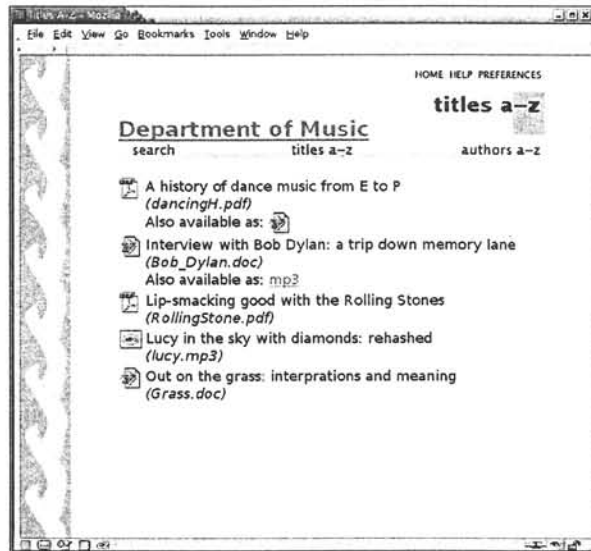 Titles A-Z - Mozilla
File Edit View Go Bookmarks Tools Window Help
HOME HELP PREFERENCES
titles a–z
Department of Music
search titles a–z authors a–z
A history of dance music from E to P
(dancingH.pdf)
Also available as:
Interview with Bob Dylan: a trip down memory lane
(Bob_Dylan.doc)
Also available as: mp3
Lip-smacking good with the Rolling Stones
(RollingStone.pdf)
Lucy in the sky with diamonds: rehashed
(lucy.mp3)
Out on the grass: interprations and meaning
(Grass.doc)